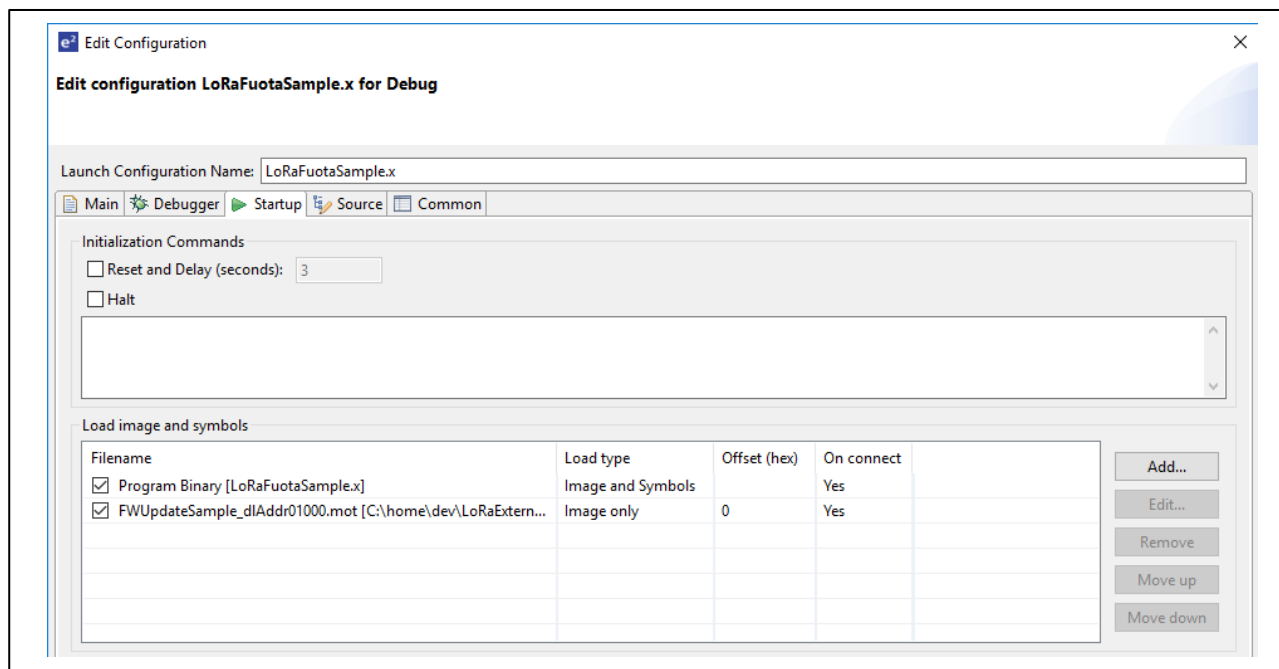 e² Edit Configuration
Edit configuration LoRaFuotaSample.x for Debug
Launch Configuration Name: LoRaFuotaSample.x
Main Debugger Startup Source Common
Initialization Commands
Reset and Delay (seconds): 3
Halt
Load image and symbols
Filename Load type Offset (hex) On connect
Program Binary [LoRaFuotaSample.x] Image and Symbols Yes
FWUpdateSample_dlAddr01000.mot [C:\home\dev\LoRaExtern... Image only 0 Yes
Add...
Edit...
Remove
Move up
Move down